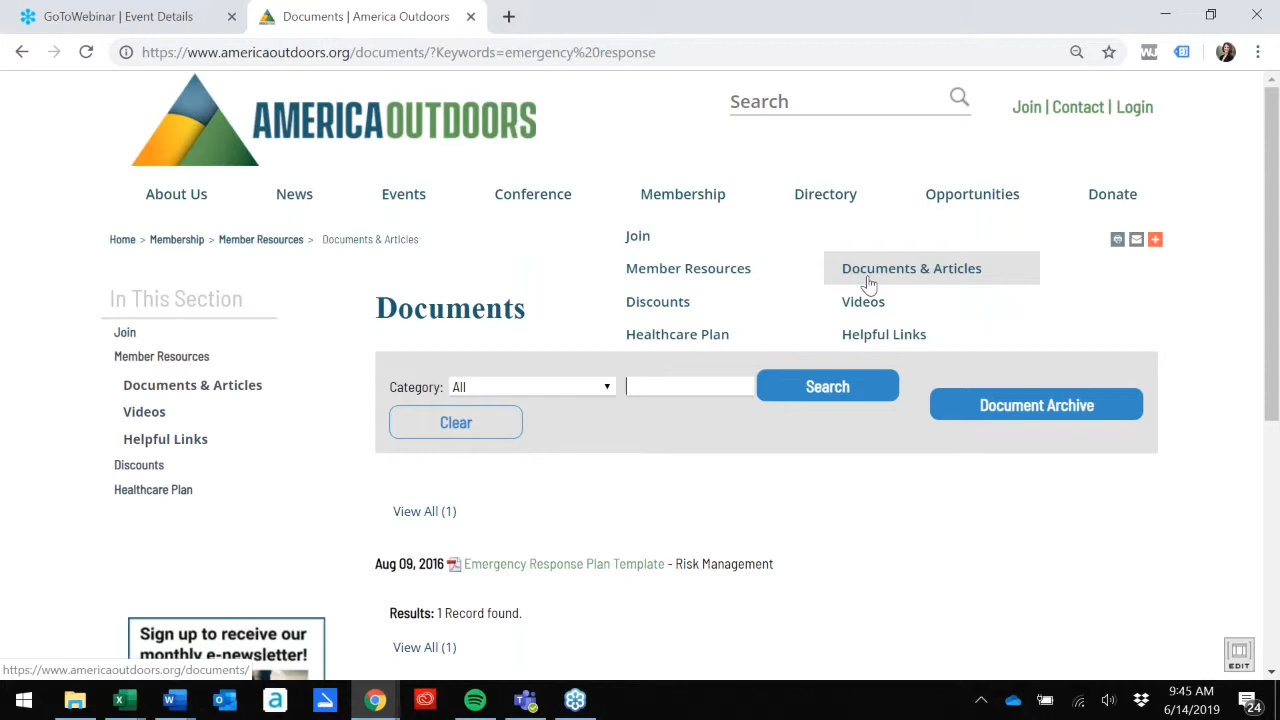 GoToWebinar | Event Details
Documents | America Outdoors
https://www.americaoutdoors.org/documents/?Keywords=emergency%20response
AMERICAOUTDOORS
Search
Join | Contact | Login
About Us
News
Events
Conference
Membership
Directory
Opportunities
Donate
Home > Membership > Member Resources > Documents & Articles
Join
Member Resources
Documents & Articles
Discounts
Videos
Healthcare Plan
Helpful Links
In This Section
Join
Member Resources
Documents & Articles
Videos
Helpful Links
Discounts
Healthcare Plan
Documents
Category: All
Search
Document Archive
Clear
View All (1)
Aug 09, 2016 Emergency Response Plan Template - Risk Management
Results: 1 Record found.
View All (1)
Sign up to receive our
monthly e-newsletter!
EDIT
https://www.americaoutdoors.org/documents/
9:45 AM
6/14/2019
24